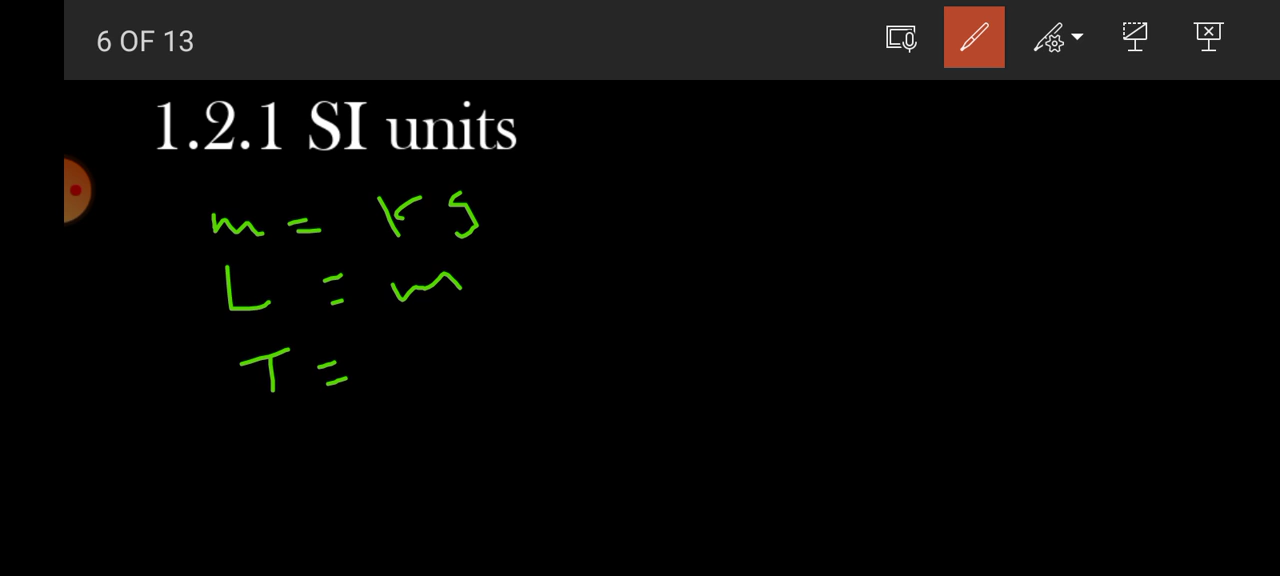 6 OF 13
1.2.1 SI units
m = kg
L = m
T =